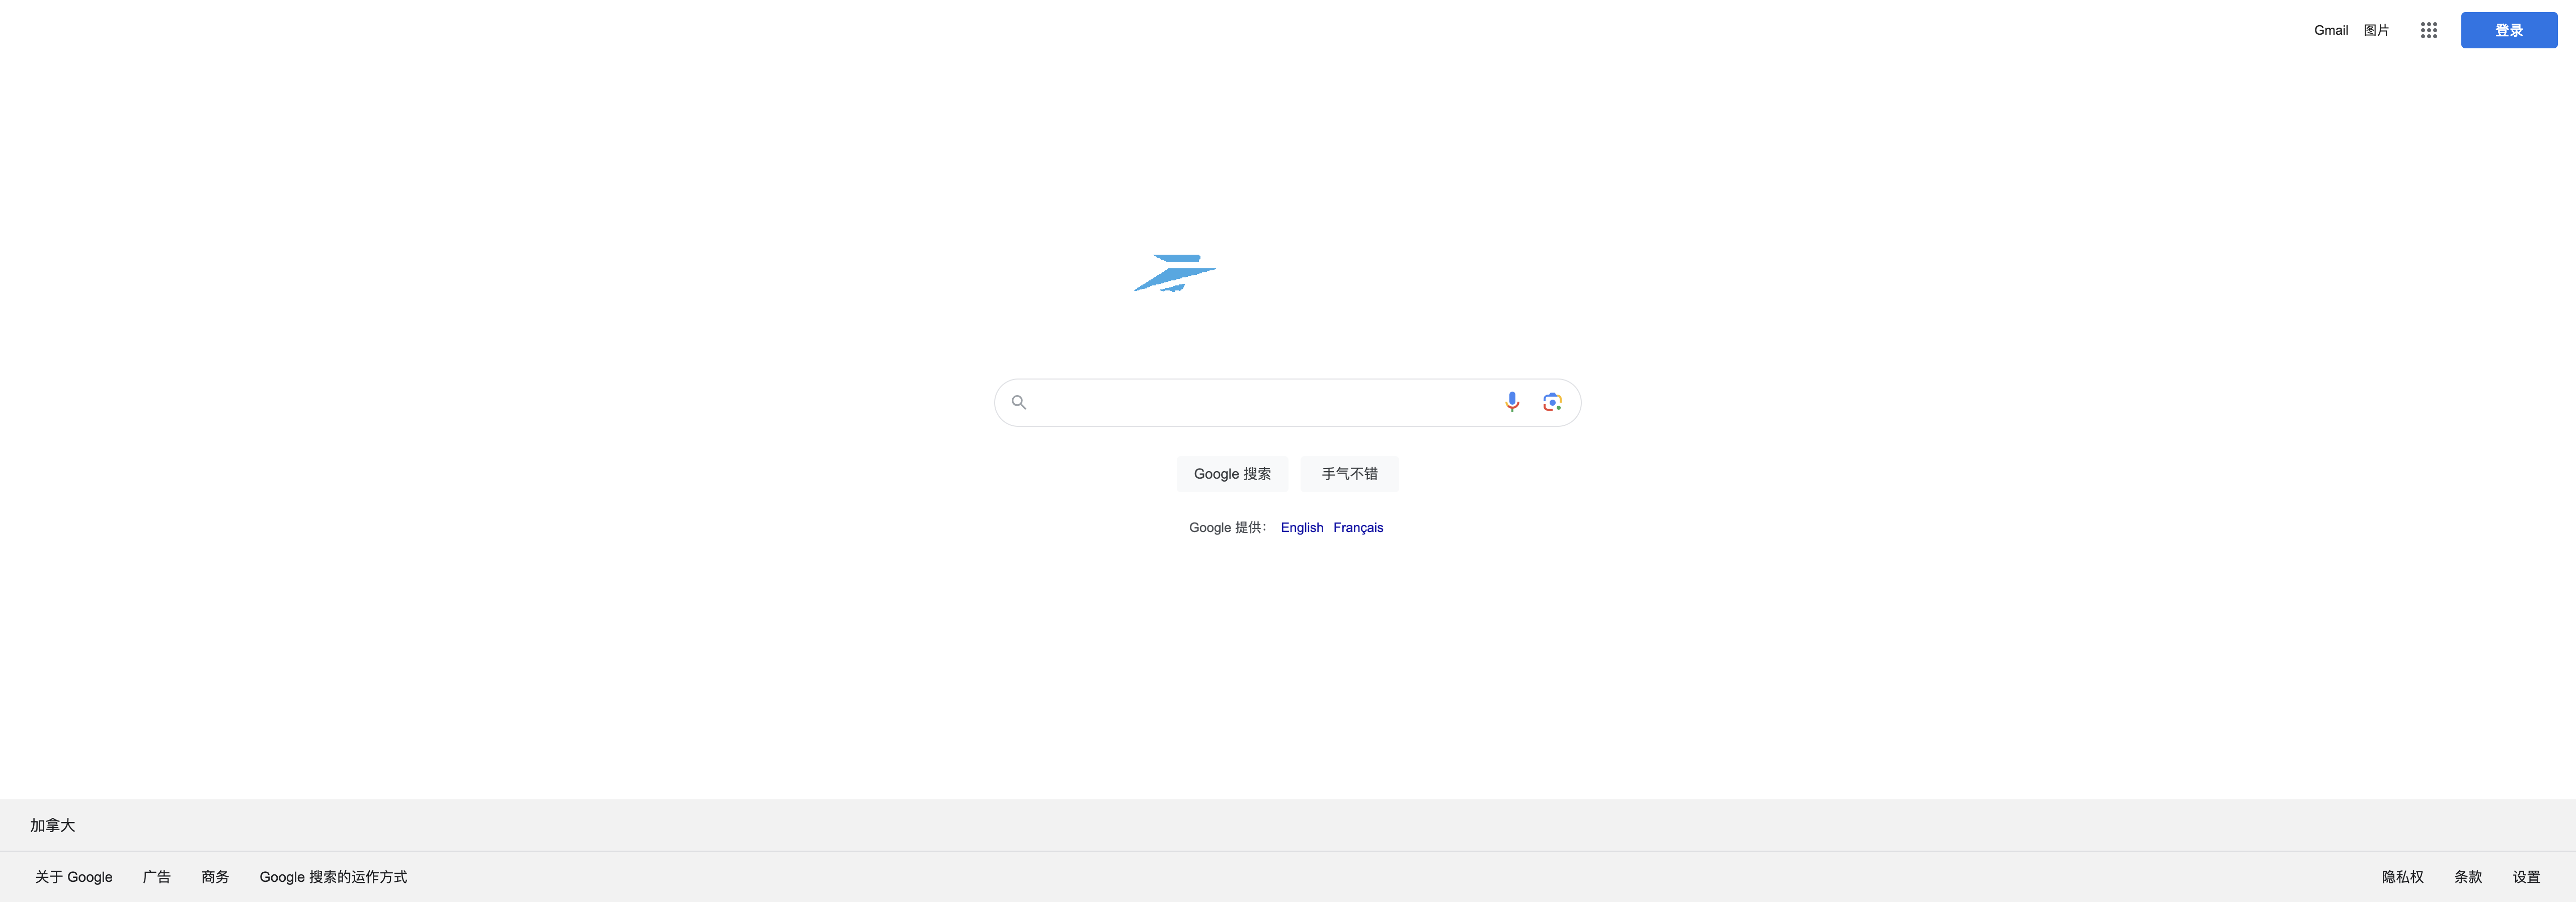 Gmail 图片 登录
Google 搜索 手气不错
Google 提供： English Français
加拿大
关于 Google 广告 商务 Google 搜索的运作方式 隐私权 条款 设置